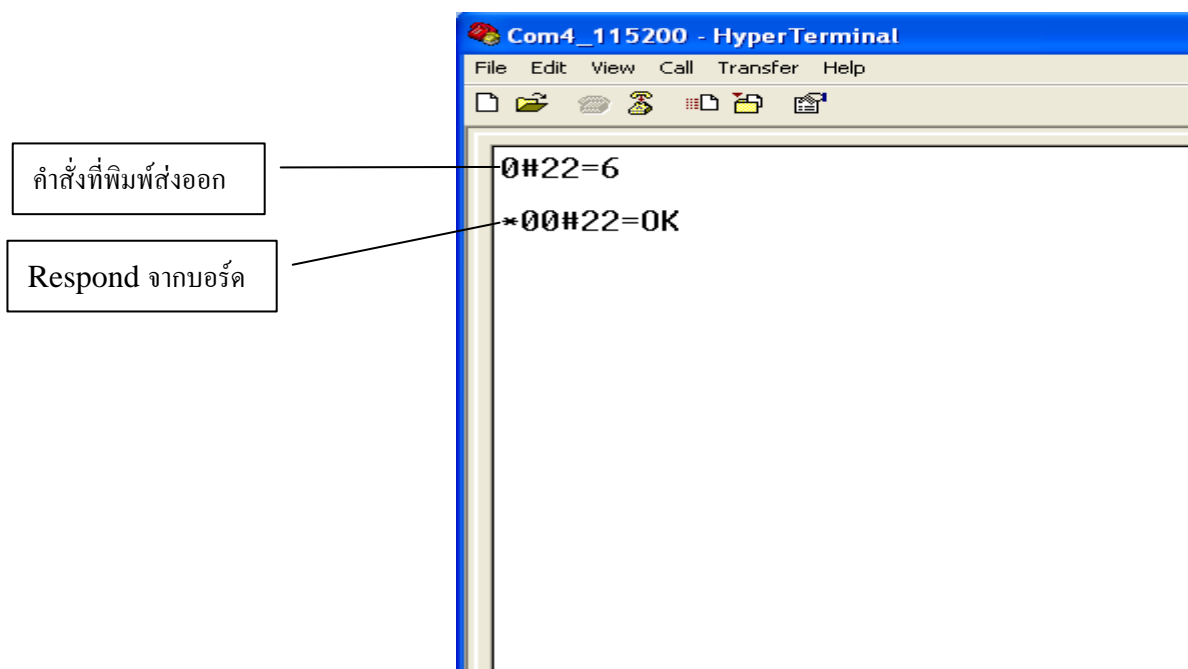 Com4_115200 - HyperTerminal
File Edit View Call Transfer Help
คำสั่งที่พิมพ์ส่งออก
0#22=6
*00#22=OK
Respond จากบอร์ด